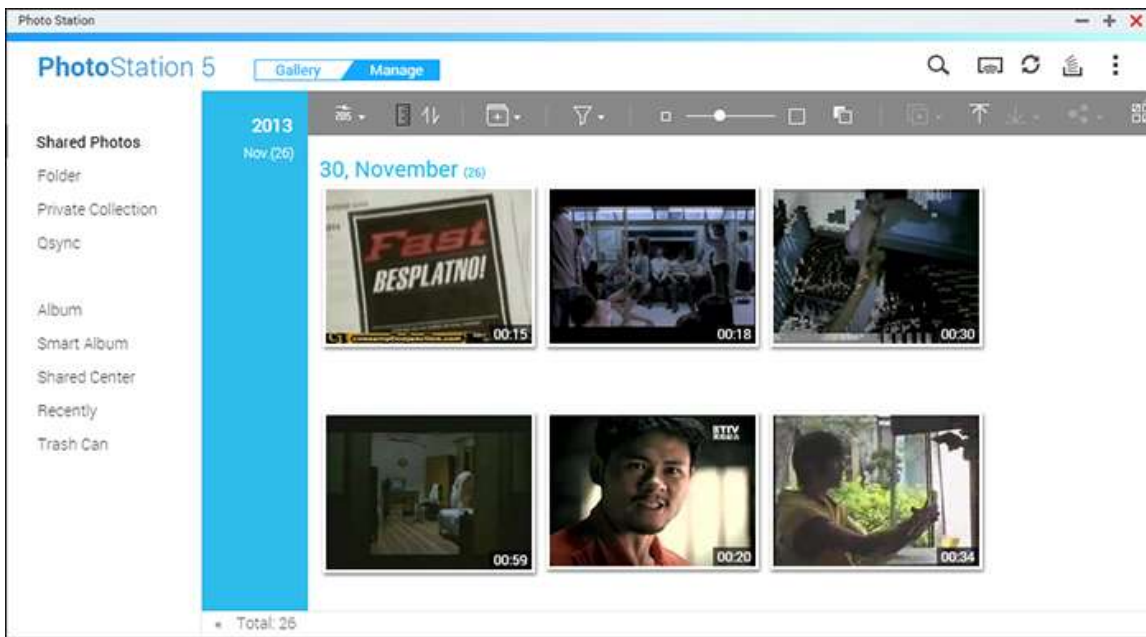 Photo Station
PhotoStation 5
Gallery
Manage
2013
Nov.(26)
Shared Photos
Folder
Private Collection
Qsync
Album
Smart Album
Shared Center
Recently
Trash Can
30, November (26)
Fast
BESPLATNO!
00:15
00:18
00:30
00:59
ETTV
00:20
00:34
Total: 26